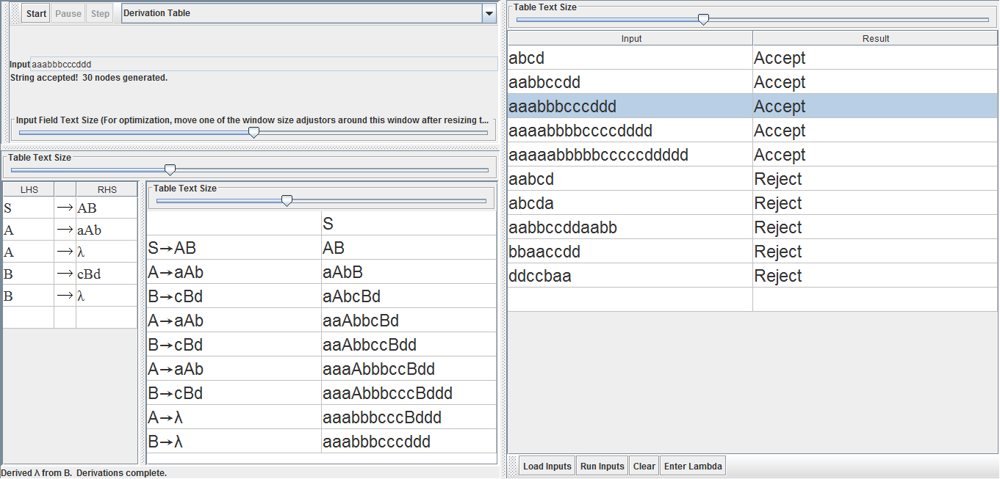 Start Pause Step Derivation Table
Input aaabbbcccddd
String accepted! 30 nodes generated.
Input Field Text Size (For optimization, move one of the window size adjustors around this window after resizing t...
Table Text Size
LHS RHS
S → AB
A → aAb
A → λ
B → cBd
B → λ
Table Text Size
S
S→AB AB
A→aAb aAbB
B→cBd aAbcBd
A→aAb aaAbbcBd
B→cBd aaAbbccBdd
A→aAb aaaAbbbccBdd
B→cBd aaaAbbbcccBddd
A→λ aaabbbcccBddd
B→λ aaabbbcccddd
Derived λ from B. Derivations complete.
Table Text Size
Input Result
abcd Accept
aabbccdd Accept
aaabbbcccddd Accept
aaaabbbbccccdddd Accept
aaaaabbbbbcccccddddd Accept
aabcd Reject
abcda Reject
aabbccddaabb Reject
bbaaccdd Reject
ddccbaa Reject
Load Inputs Run Inputs Clear Enter Lambda